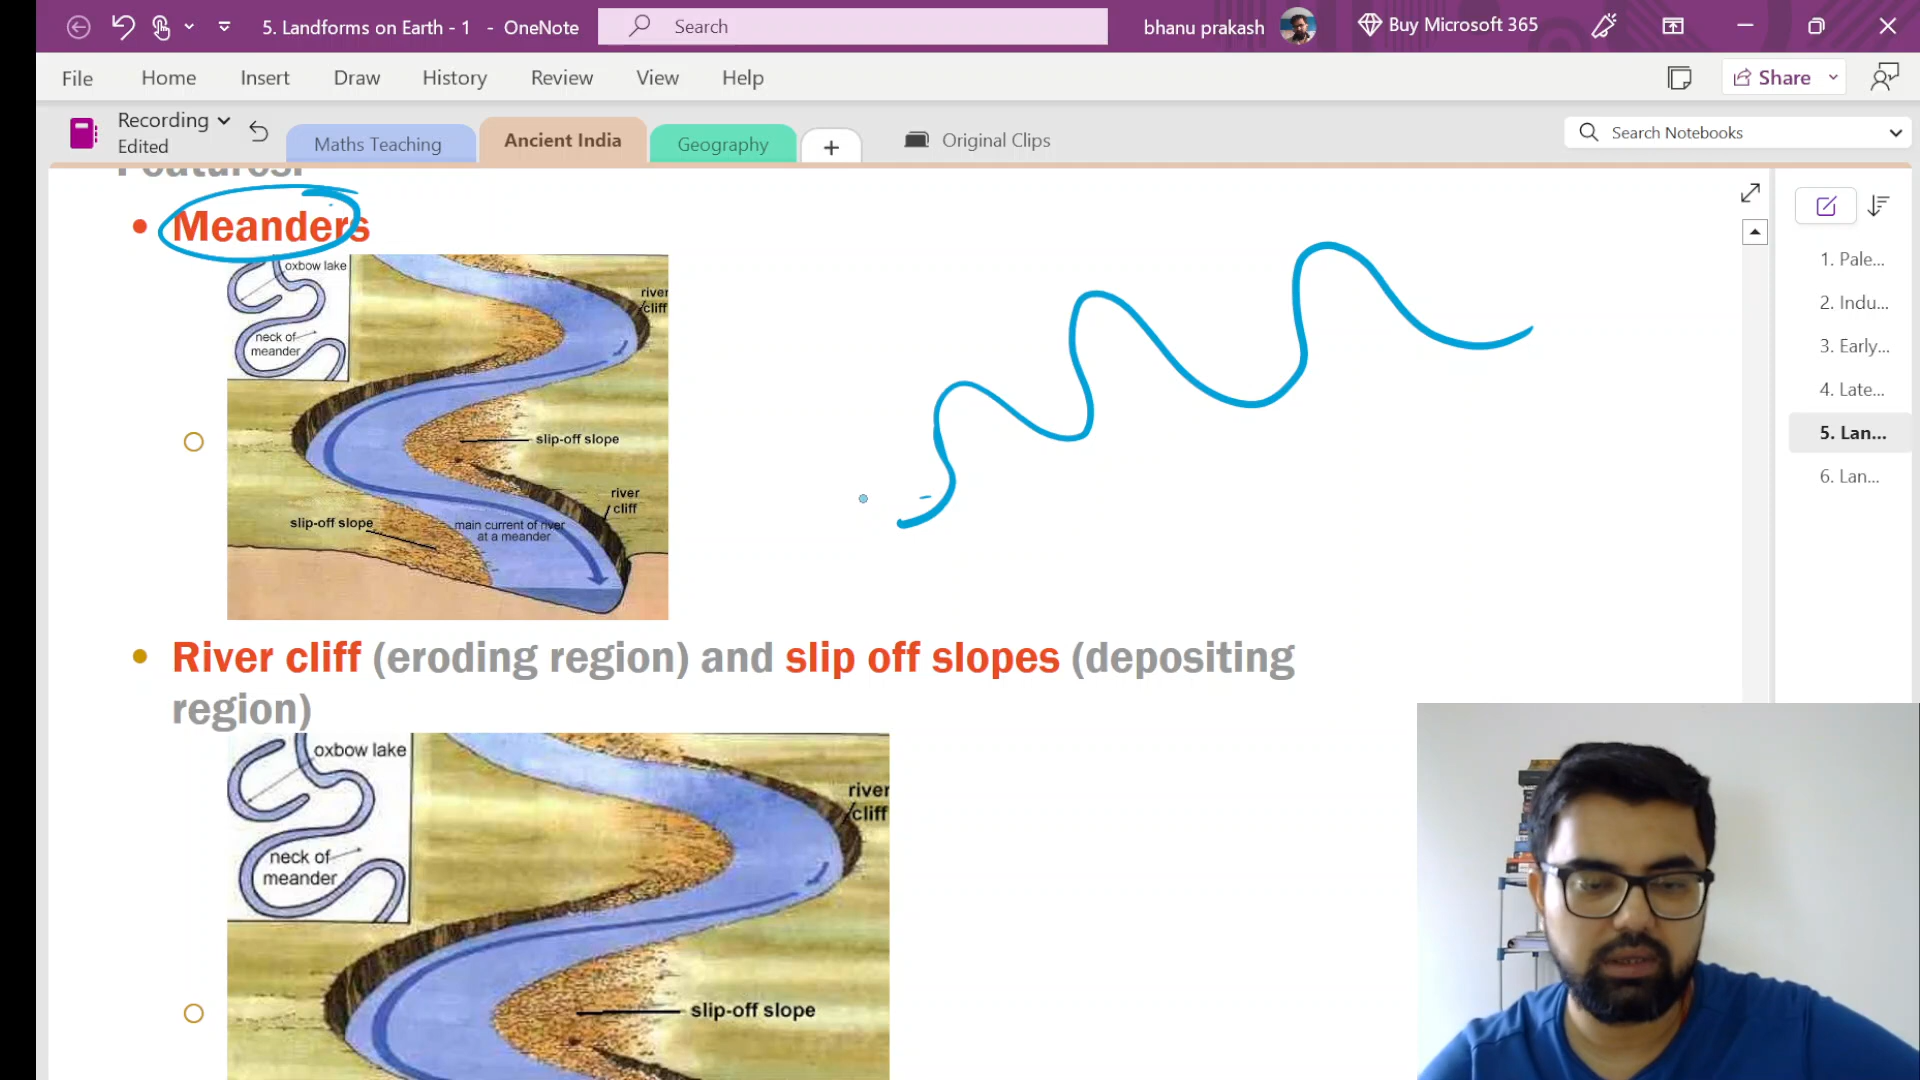 5. Landforms on Earth - 1 - OneNote
Search
bhanu prakash
Buy Microsoft 365
File Home Insert Draw History Review View Help
Share
Recording
Edited
Maths Teaching
Ancient India
Geography
+
Original Clips
Search Notebooks
Features:
• Meanders
oxbow lake
neck of
meander
river
cliff
slip-off slope
river
cliff
slip-off slope
main current of river
at a meander
• River cliff (eroding region) and slip off slopes (depositing
region)
oxbow lake
neck of
meander
river
cliff
slip-off slope
1. Pale...
2. Indu...
3. Early...
4. Late...
5. Lan...
6. Lan...